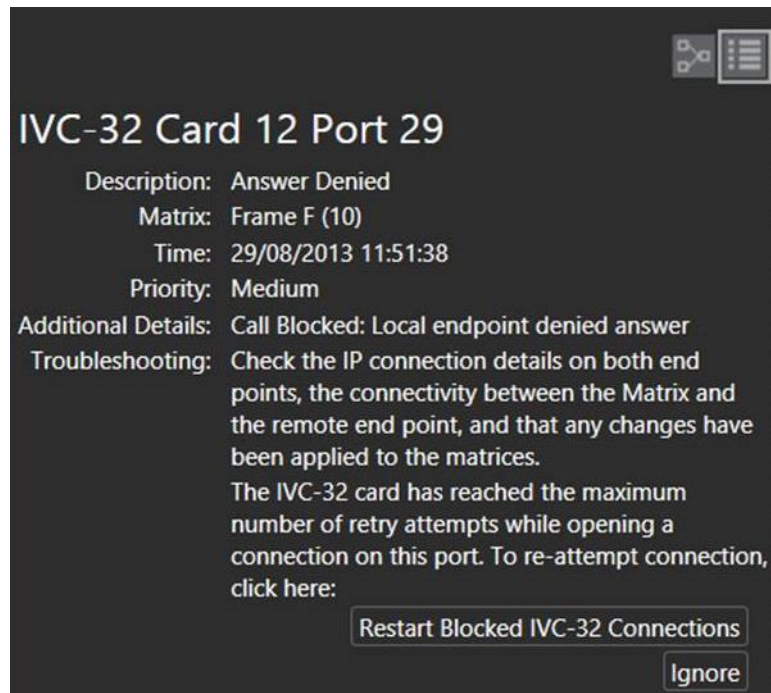 IVC-32 Card 12 Port 29
Description: Answer Denied
Matrix: Frame F (10)
Time: 29/08/2013 11:51:38
Priority: Medium
Additional Details: Call Blocked: Local endpoint denied answer
Troubleshooting: Check the IP connection details on both end
points, the connectivity between the Matrix and
the remote end point, and that any changes have
been applied to the matrices.
The IVC-32 card has reached the maximum
number of retry attempts while opening a
connection on this port. To re-attempt connection,
click here:
Restart Blocked IVC-32 Connections
Ignore